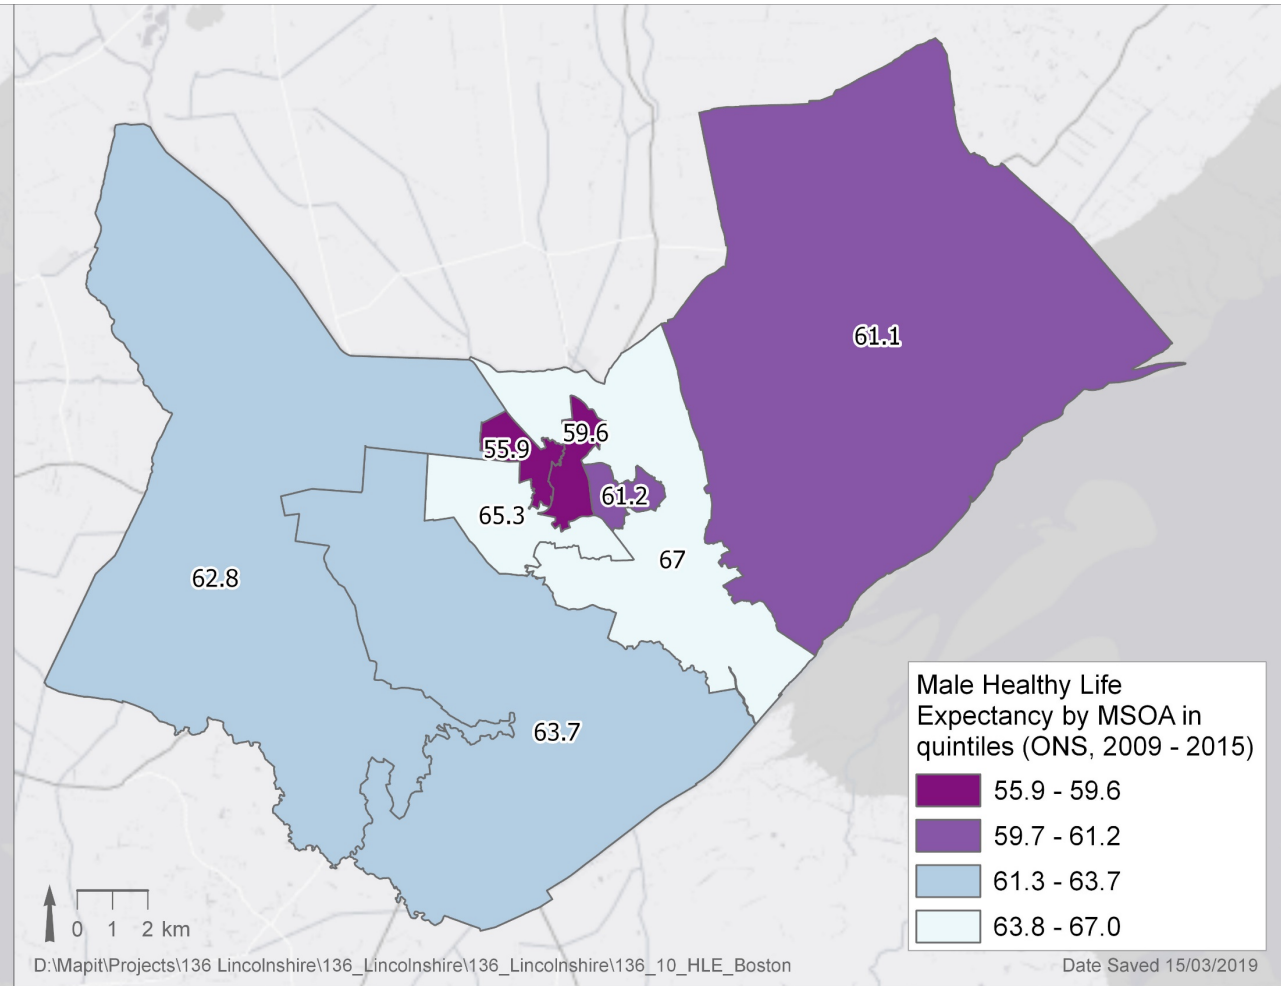 61.1
59.6
55.9
61.2
65.3
67
62.8
63.7
Male Healthy Life
Expectancy by MSOA in
quintiles (ONS, 2009 - 2015)
55.9 - 59.6
59.7 - 61.2
61.3 - 63.7
63.8 - 67.0
0 1 2 km
D:\Mapit\Projects\136 Lincolnshire\136_Lincolnshire\136_Lincolnshire\136_10_HLE_Boston
Date Saved 15/03/2019